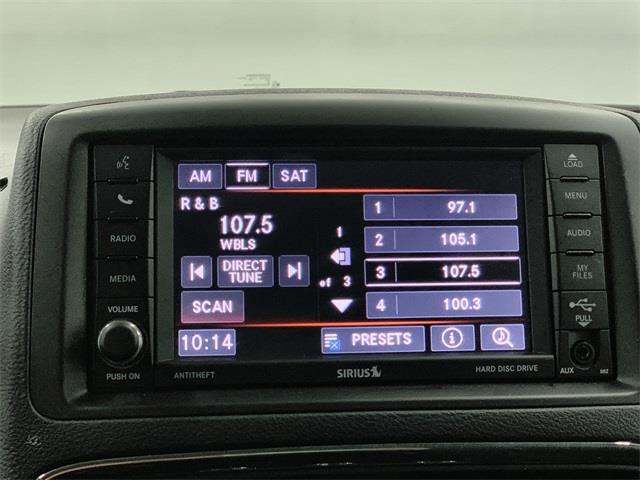 LOAD
AM FM SAT
R & B
107.5
WBLS
DIRECT
TUNE
SCAN
10:14
1
of 3
1 97.1
2 105.1
3 107.5
4 100.3
PRESETS
RADIO
MEDIA
VOLUME
PUSH ON
MENU
AUDIO
MY
FILES
PULL
AUX
ANTITHEFT
SIRIUS
HARD DISC DRIVE